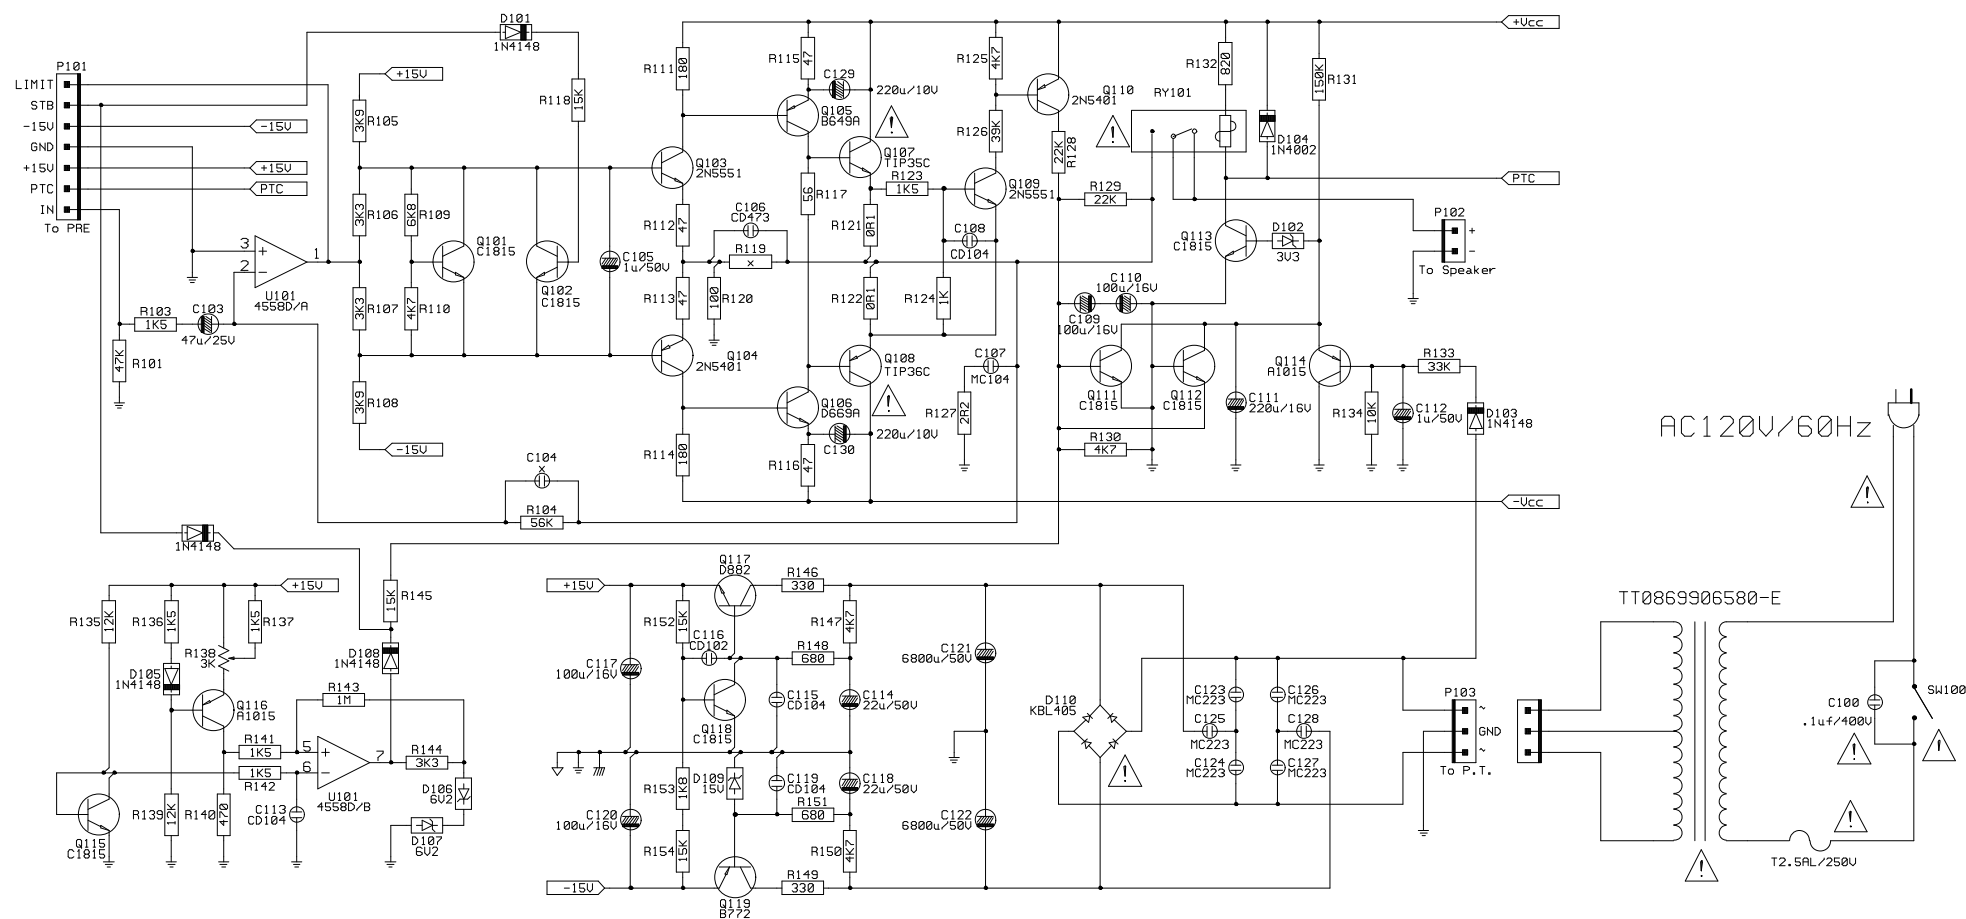 P101
LIMIT
STB
-15V
GND
+15V
PTC
IN
To PRE
-15V
+15V
PTC
D101
1N4148
+15V
R105
3K9
R118
15K
R106
3K3
R109
6K8
Q101
C1815
Q102
C1815
C105
1u/50V
3
2
1
+
−
U101
4558D/A
R103
1K5
C103
47u/25V
R101
47K
R107
3K3
R110
4K7
R108
3K9
-15V
C104
x
R104
56K
R111
180
Q103
2N5551
R112
47
R113
47
Q104
2N5401
R114
180
C106
CD473
R119
x
R120
100
R115
47
C129
220u/10V
Q105
B649A
Q107
TIP35C
R117
56
R121
0R1
R122
0R1
Q108
TIP36C
Q106
D669A
220u/10V
C130
R116
47
R123
1K5
R125
4K7
R126
39K
Q109
2N5551
C108
CD104
R124
1K
C107
MC104
R127
2R2
Q110
2N5401
R128
22K
R129
22K
RY101
R132
820
D104
1N4002
R131
150K
+Vcc
PTC
P102
+
-
To Speaker
Q113
C1815
D102
3V3
C110
100u/16V
C109
100u/16V
Q111
C1815
Q112
C1815
R130
4K7
C111
220u/16V
Q114
A1015
R133
33K
R134
10K
C112
1u/50V
D103
1N4148
-Vcc
AC120V/60Hz
1N4148
+15V
R135
12K
R136
1K5
R137
1K5
R138
3K
D105
1N4148
Q116
A1015
R145
15K
D108
1N4148
R143
1M
R141
1K5
1K5
R142
5
6
7
+
−
U101
4558D/B
R144
3K3
D106
6V2
D107
6V2
C113
CD104
R139
12K
R140
470
Q115
C1815
Q117
D882
+15V
R146
330
R152
15K
C116
CD102
R147
4K7
R148
680
C117
100u/16V
Q118
C1815
C115
CD104
C114
22u/50V
C121
6800u/50V
D109
15V
R153
1K8
C119
CD104
C118
22u/50V
R151
680
C120
100u/16V
C122
6800u/50V
R154
15K
R150
4K7
R149
330
-15V
Q119
B772
D110
KBL405
C123
MC223
C126
MC223
C125
MC223
C128
MC223
C124
MC223
C127
MC223
P103
~
GND
~
To P.T.
TT0869906580-E
C100
.1uf/400V
SW100
T2.5AL/250V